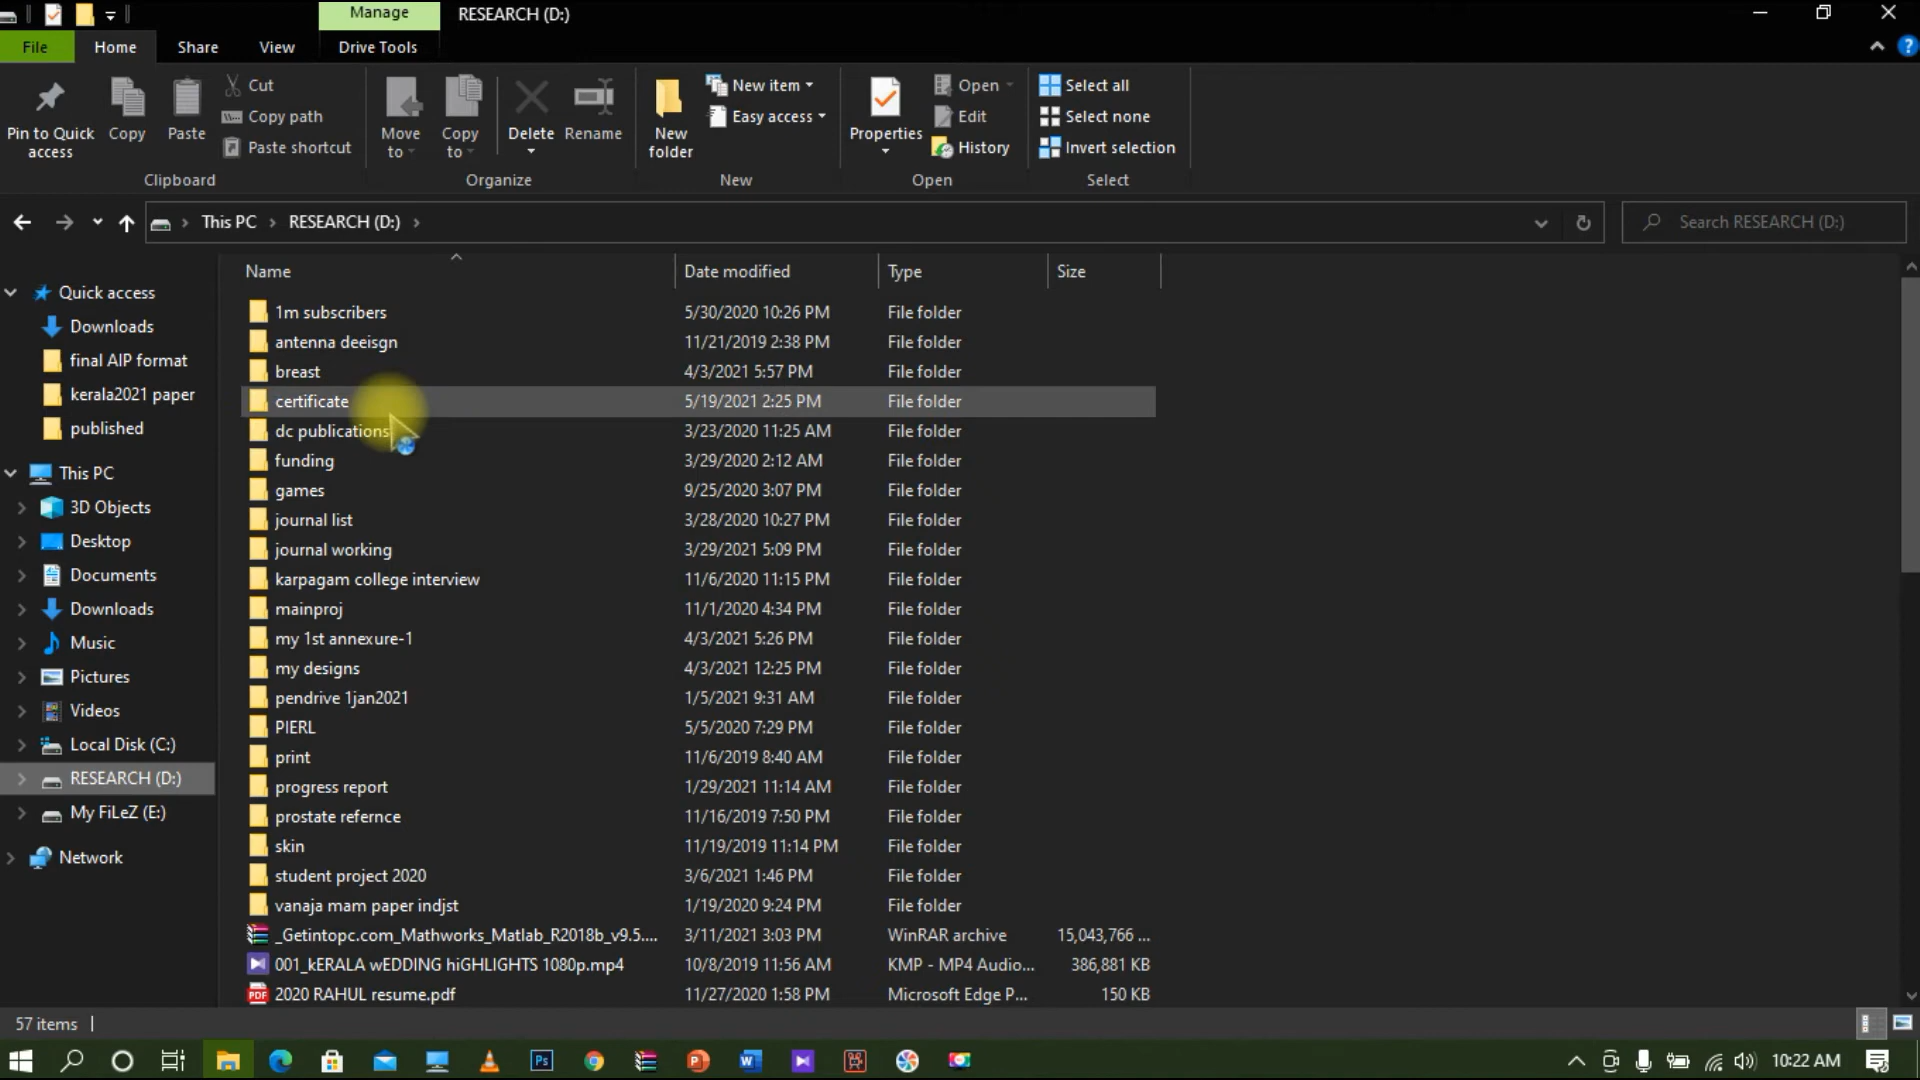 Manage
RESEARCH (D:)
File
Home
Share
View
Drive Tools
Pin to Quick access
Copy
Paste
Cut
Copy path
Paste shortcut
Clipboard
Move to
Copy to
Delete
Rename
Organize
New folder
New item
Easy access
New
Properties
Open
Edit
History
Open
Select all
Select none
Invert selection
Select
This PC
RESEARCH (D:)
Search RESEARCH (D:)
Quick access
Downloads
final AIP format
kerala2021 paper
published
This PC
3D Objects
Desktop
Documents
Downloads
Music
Pictures
Videos
Local Disk (C:)
RESEARCH (D:)
My FiLeZ (E:)
Network
Name Date modified Type Size
1m subscribers 5/30/2020 10:26 PM File folder
antenna deeisgn 11/21/2019 2:38 PM File folder
breast 4/3/2021 5:57 PM File folder
certificate 5/19/2021 2:25 PM File folder
dc publications 3/23/2020 11:25 AM File folder
funding 3/29/2020 2:12 AM File folder
games 9/25/2020 3:07 PM File folder
journal list 3/28/2020 10:27 PM File folder
journal working 3/29/2021 5:09 PM File folder
karpagam college interview 11/6/2020 11:15 PM File folder
mainproj 11/1/2020 4:34 PM File folder
my 1st annexure-1 4/3/2021 5:26 PM File folder
my designs 4/3/2021 12:25 PM File folder
pendrive 1jan2021 1/5/2021 9:31 AM File folder
PIERL 5/5/2020 7:29 PM File folder
print 11/6/2019 8:40 AM File folder
progress report 1/29/2021 11:14 AM File folder
prostate refernce 11/16/2019 7:50 PM File folder
skin 11/19/2019 11:14 PM File folder
student project 2020 3/6/2021 1:46 PM File folder
vanaja mam paper indjst 1/19/2020 9:24 PM File folder
_Getintopc.com_Mathworks_Matlab_R2018b_v9.5.... 3/11/2021 3:03 PM WinRAR archive 15,043,766 ...
001_kERALA wEDDING hiGHLIGHTS 1080p.mp4 10/8/2019 11:56 AM KMP - MP4 Audio... 386,881 KB
PDF 2020 RAHUL resume.pdf 11/27/2020 1:58 PM Microsoft Edge P... 150 KB
57 items
Ps
10:22 AM